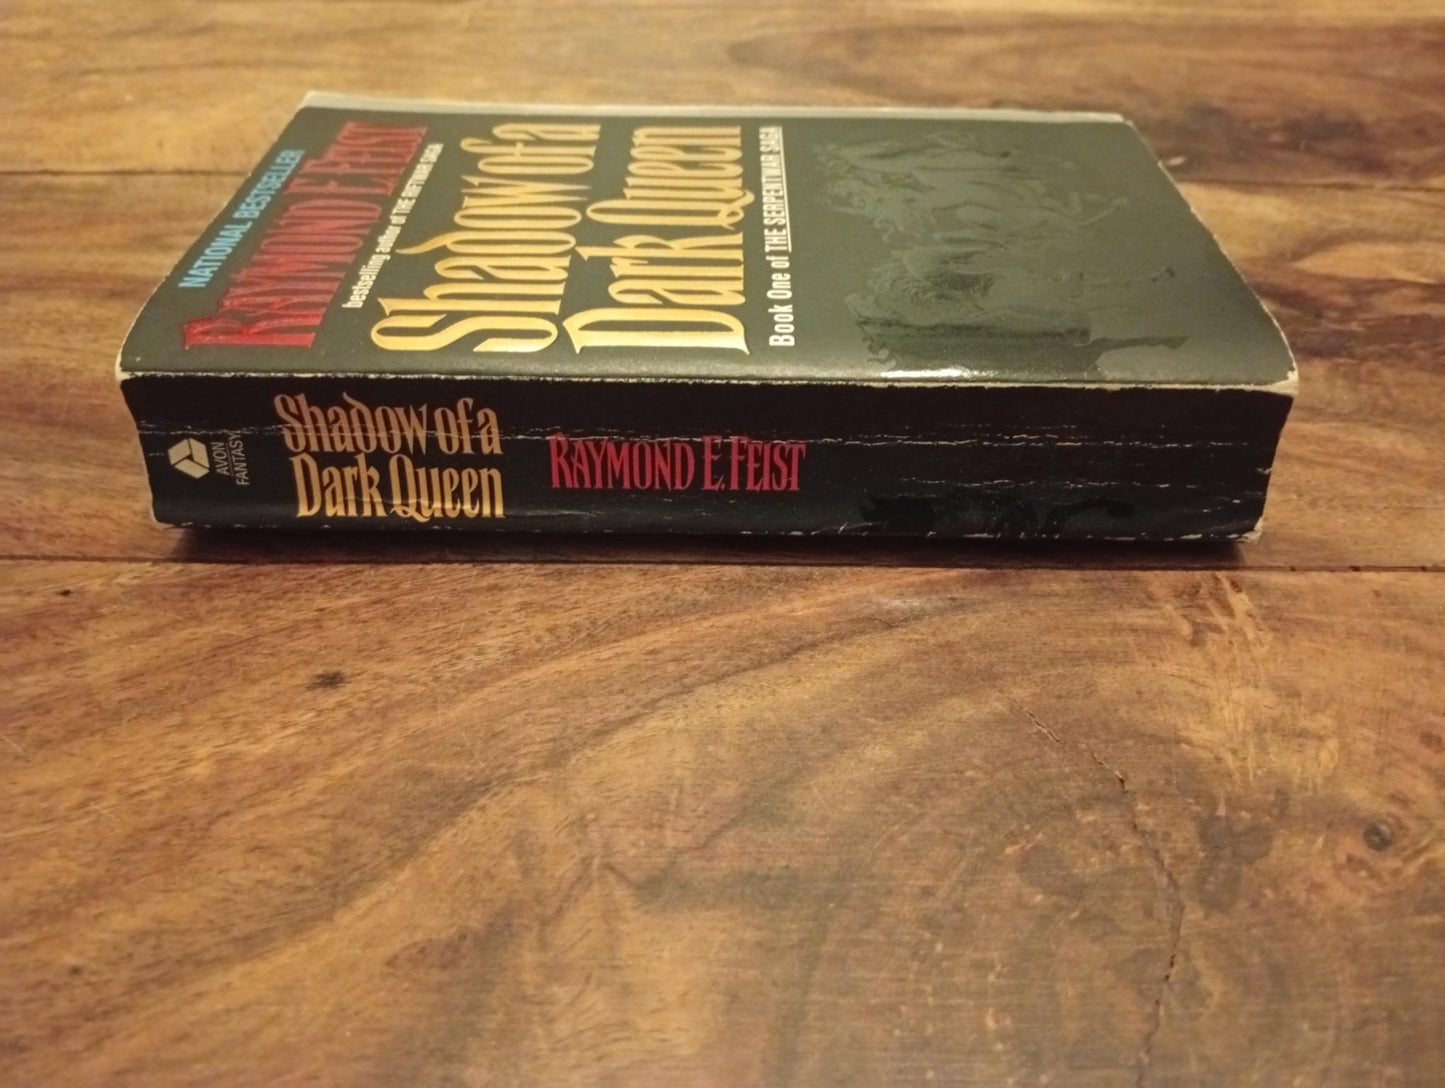 NATIONAL BESTSELLER
RAYMOND E. FEIST
bestselling author of THE RIFTWAR SAGA
Shadow of a
Dark Queen
Book One of THE SERPENTWAR SAGA
AVON
FANTASY
Shadow of a
Dark Queen
RAYMOND E. FEIST